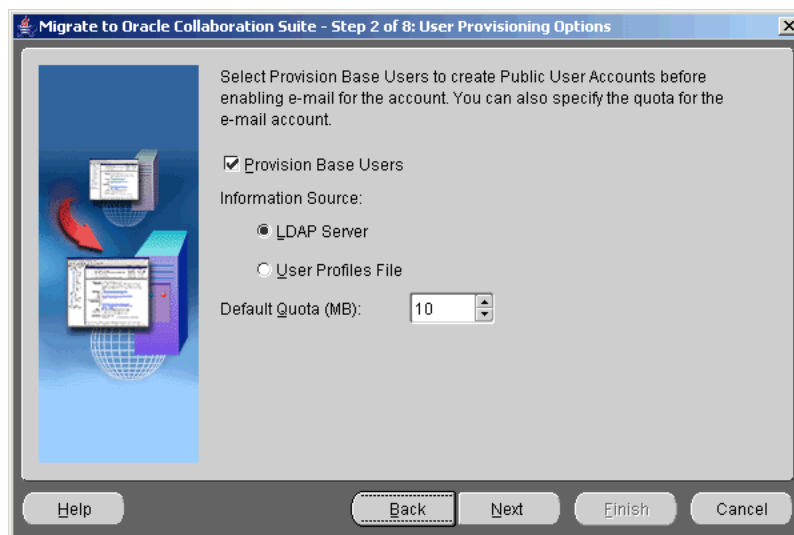 Migrate to Oracle Collaboration Suite - Step 2 of 8: User Provisioning Options
Select Provision Base Users to create Public User Accounts before
enabling e-mail for the account. You can also specify the quota for the
e-mail account.
Provision Base Users
Information Source:
LDAP Server
User Profiles File
Default Quota (MB): 10
Help Back Next Finish Cancel